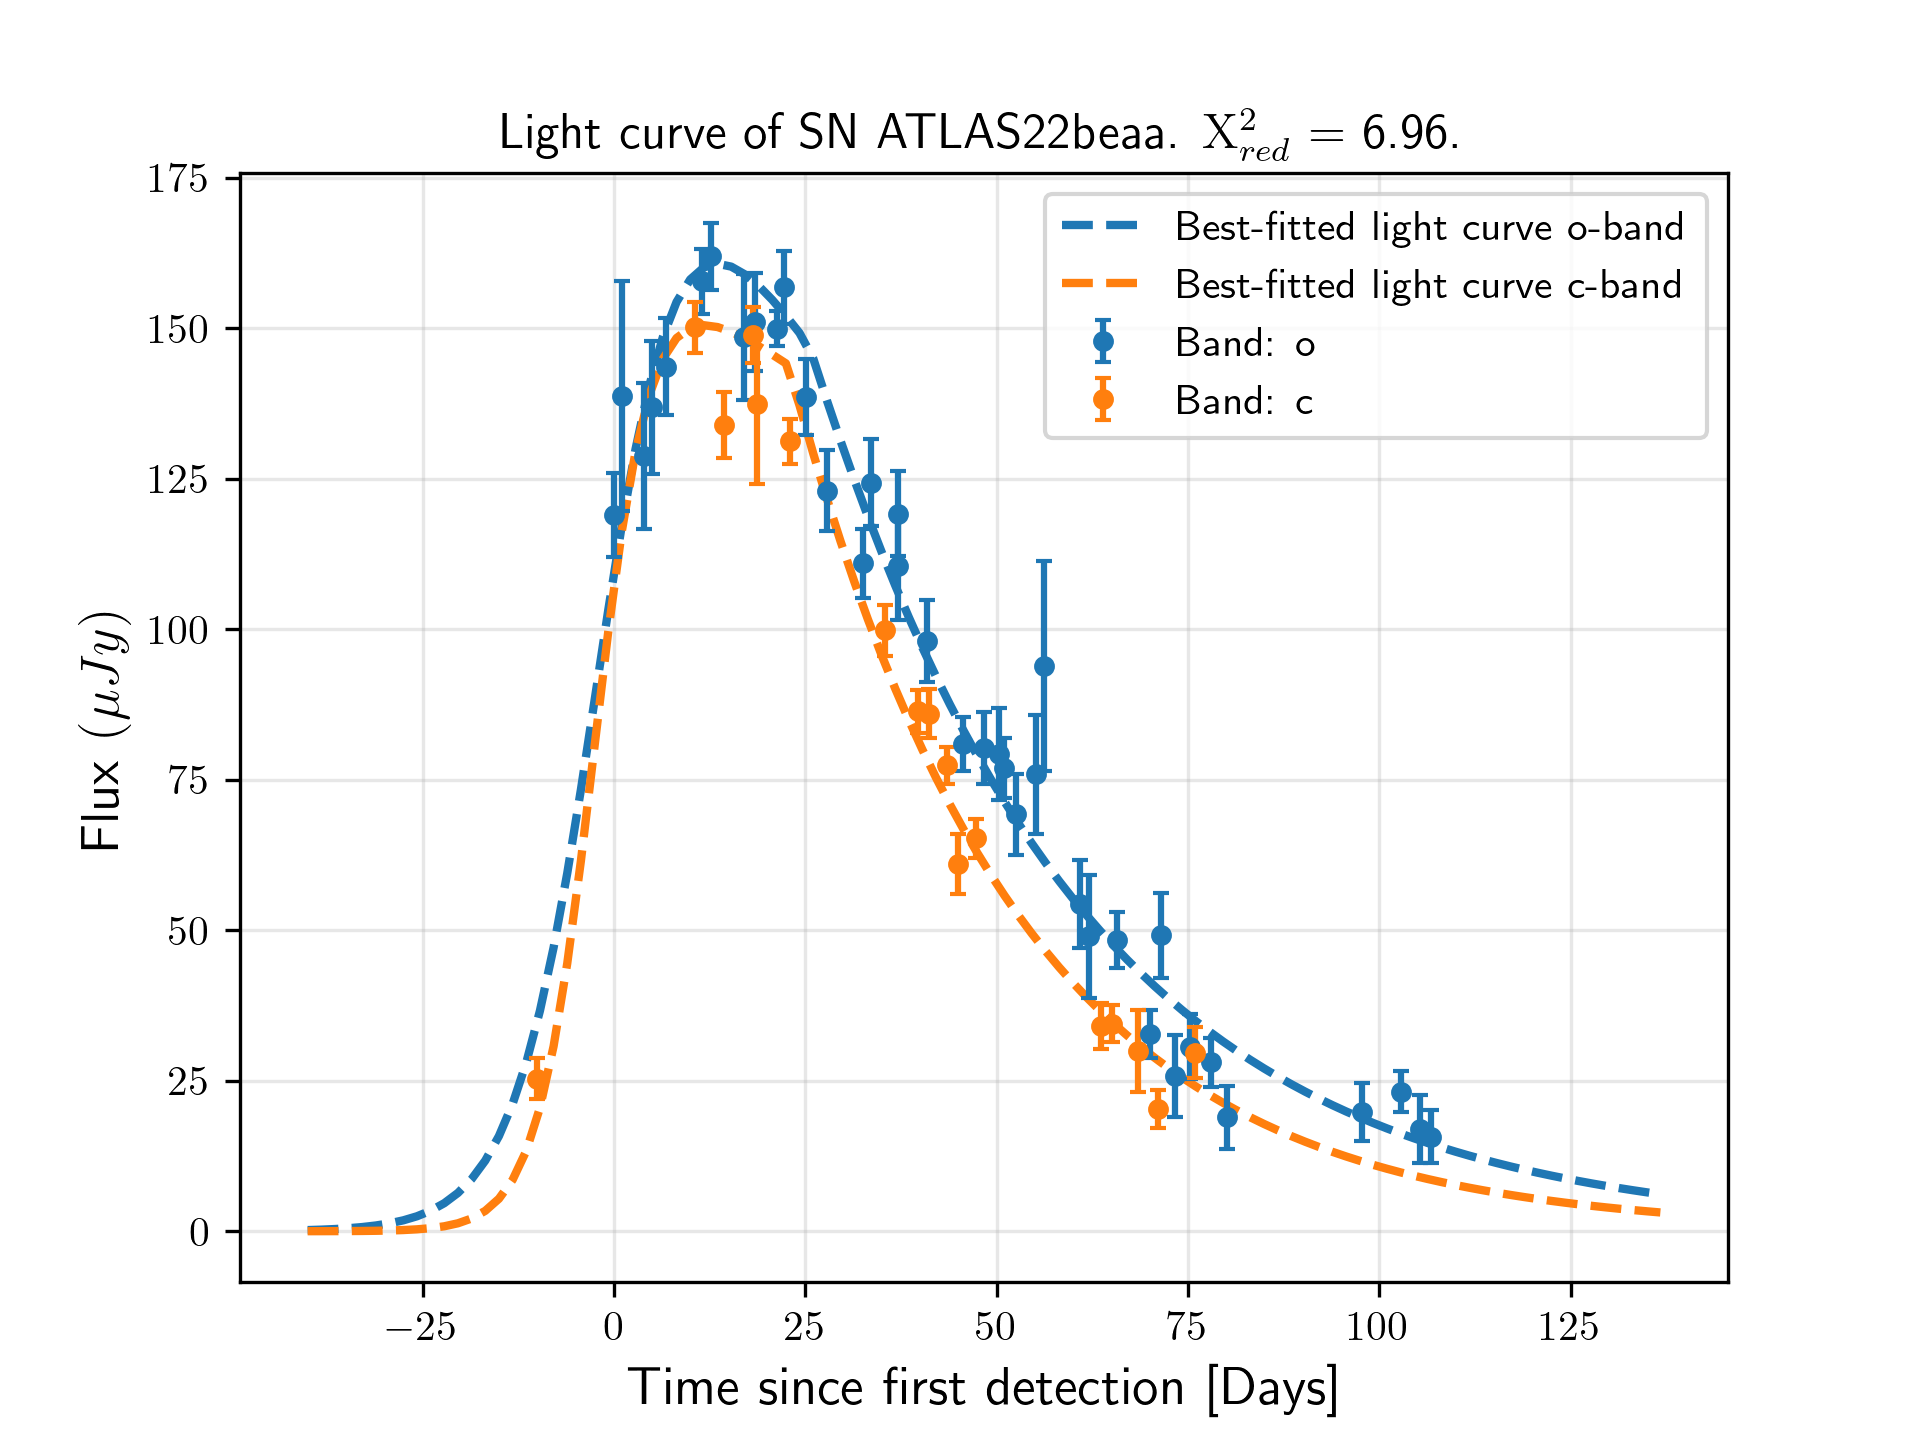 Light curve of SN ATLAS22beaa. X²_red = 6.96.
175
150
125
100
75
50
25
0
Flux (μJy)
Best-fitted light curve o-band
Best-fitted light curve c-band
Band: o
Band: c
−25 0 25 50 75 100 125
Time since first detection [Days]